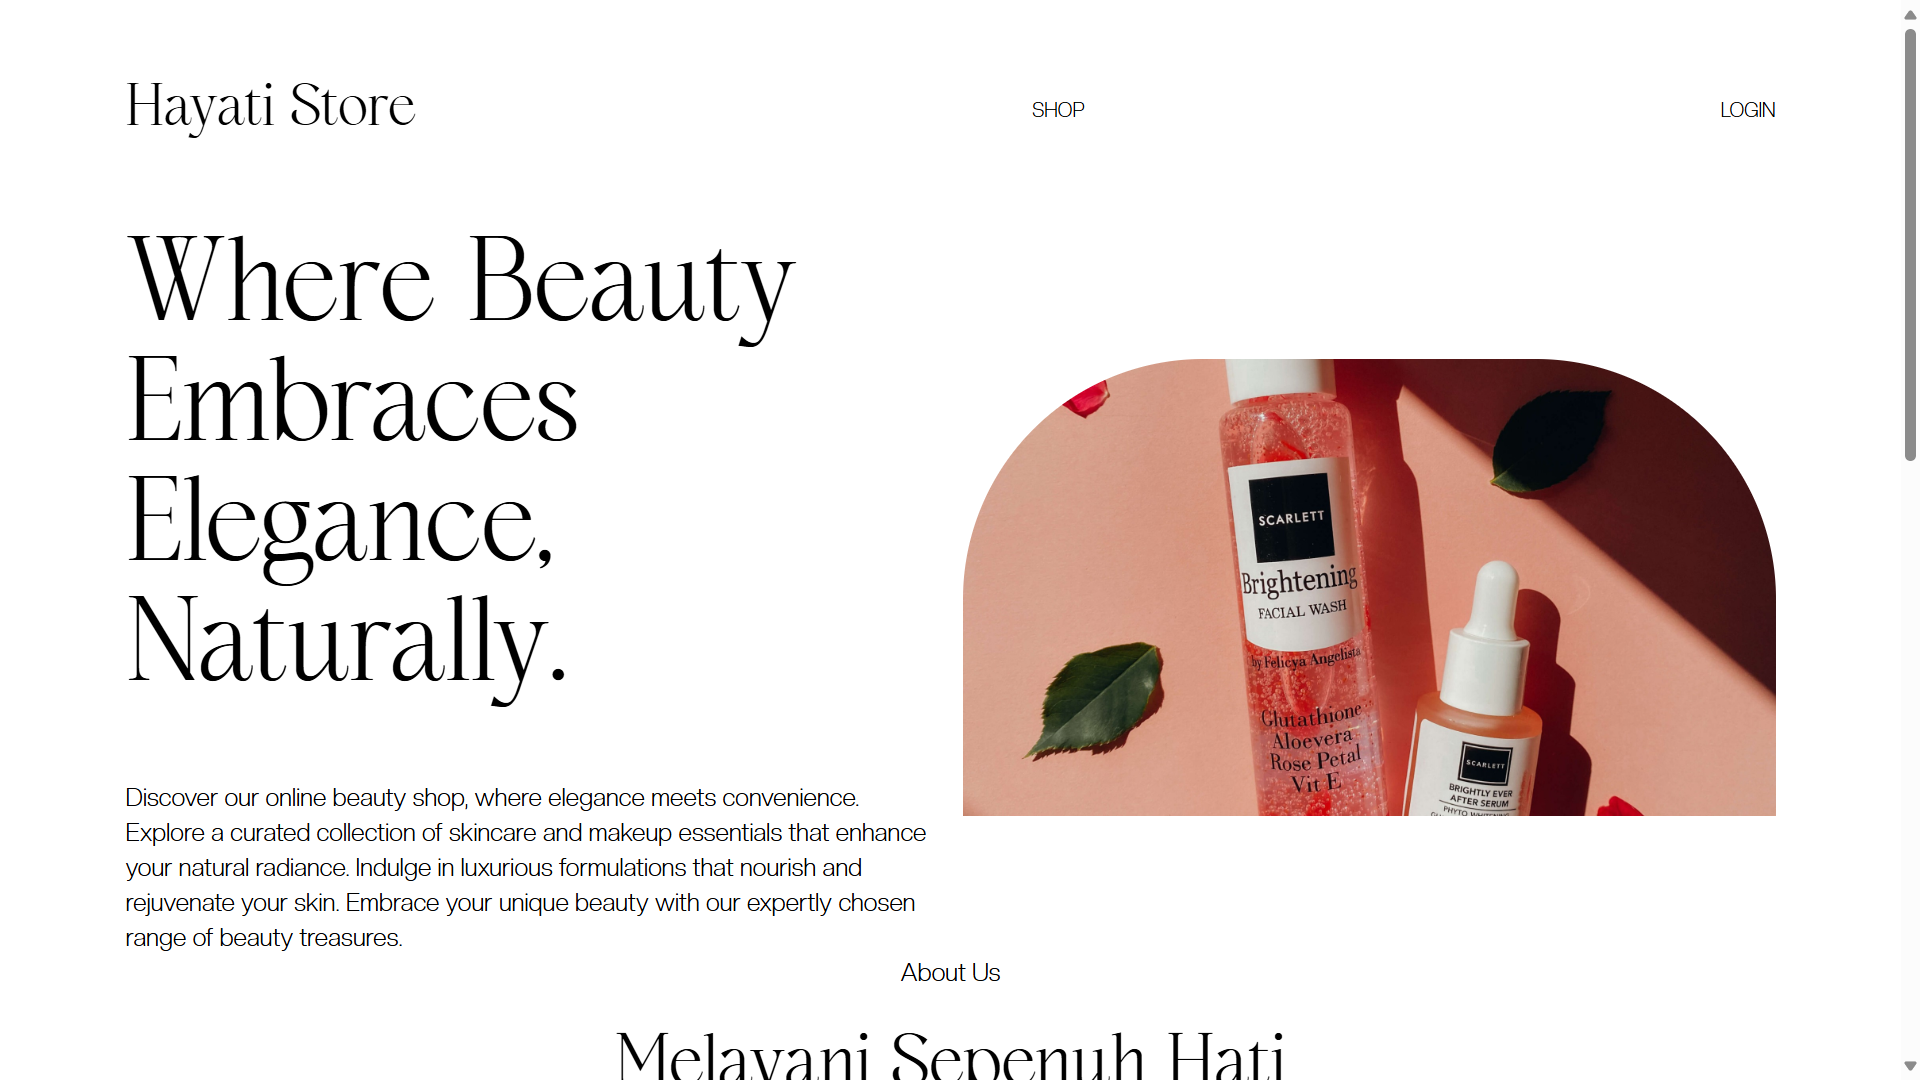 Hayati Store
SHOP
LOGIN
Where Beauty
Embraces
Elegance,
Naturally.
Discover our online beauty shop, where elegance meets convenience.
Explore a curated collection of skincare and makeup essentials that enhance
your natural radiance. Indulge in luxurious formulations that nourish and
rejuvenate your skin. Embrace your unique beauty with our expertly chosen
range of beauty treasures.
SCARLETT
Brightening
FACIAL WASH
by Felicya Angelista
Glutathione
Aloevera
Rose Petal
Vit E
SCARLETT
BRIGHTLY EVER
AFTER SERUM
About Us
Melayani Sepenuh Hati